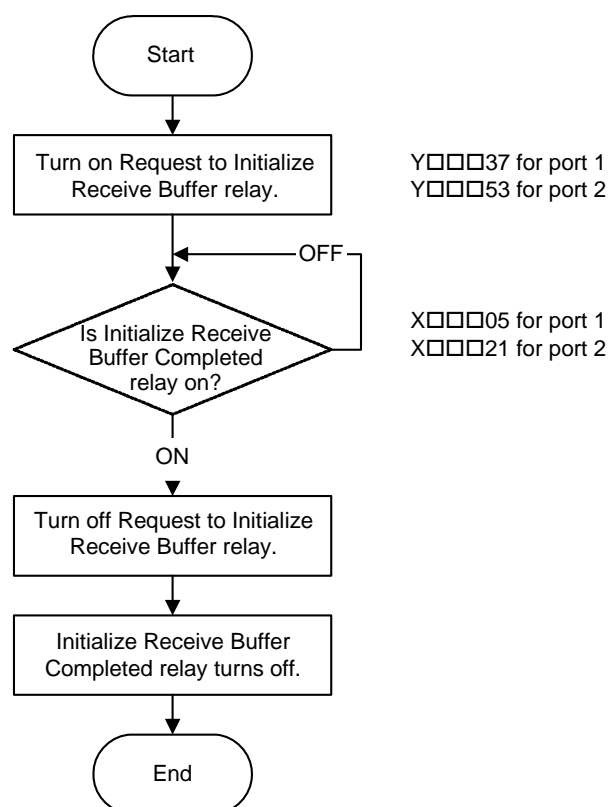 Start
Turn on Request to Initialize
Receive Buffer relay.
Y□□□37 for port 1
Y□□□53 for port 2
OFF
Is Initialize Receive
Buffer Completed
relay on?
X□□□05 for port 1
X□□□21 for port 2
ON
Turn off Request to Initialize
Receive Buffer relay.
Initialize Receive Buffer
Completed relay turns off.
End